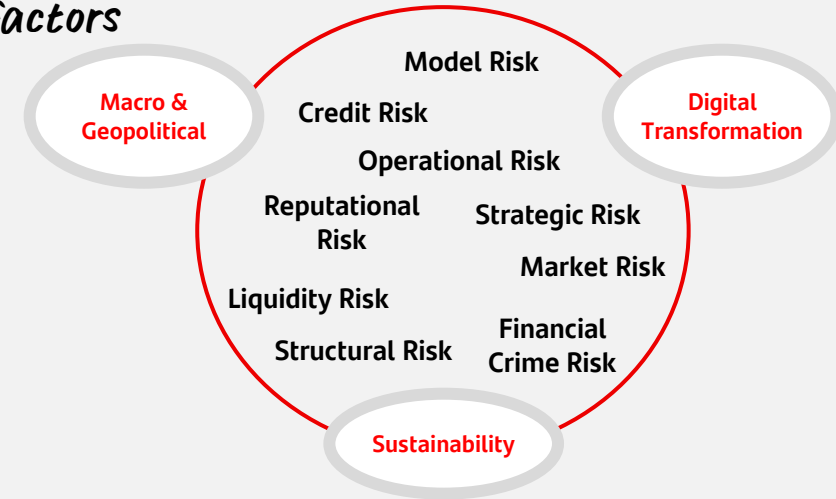 factors
Model Risk
Macro &
Geopolitical
Digital
Transformation
Credit Risk
Operational Risk
Reputational
Risk
Strategic Risk
Market Risk
Liquidity Risk
Financial
Crime Risk
Structural Risk
Sustainability